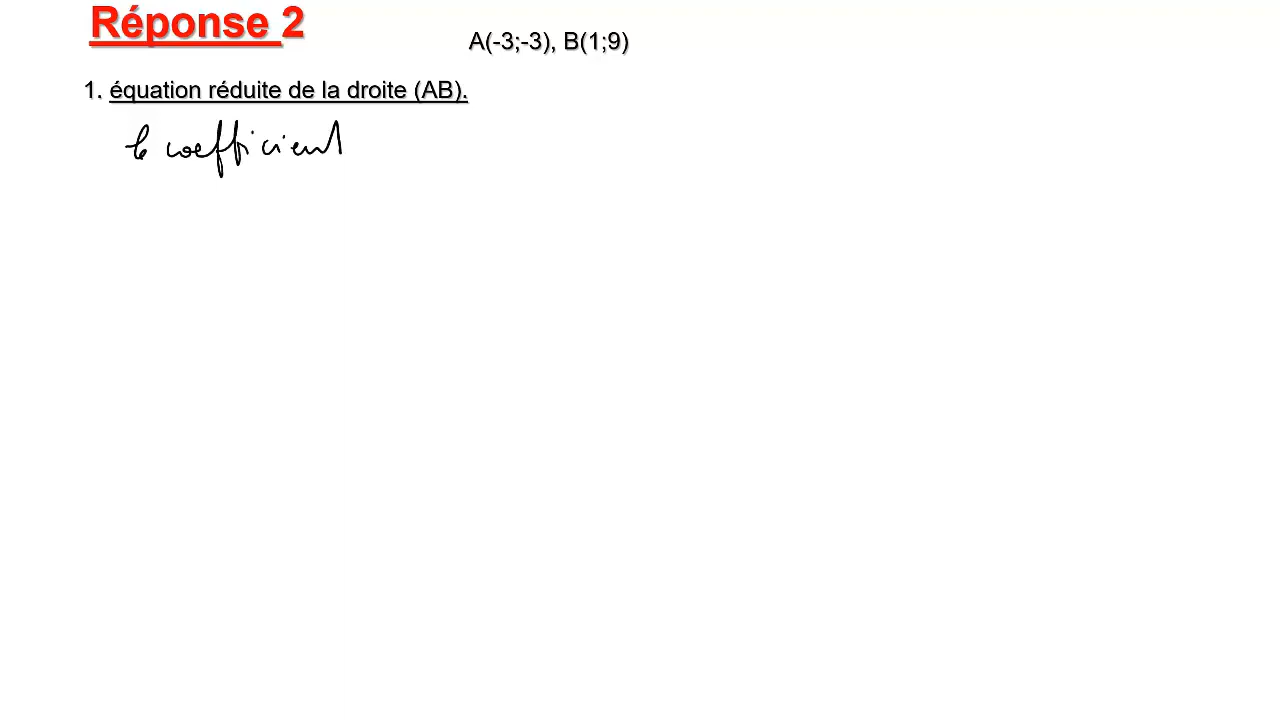 Réponse 2
A(-3;-3), B(1;9)
1. équation réduite de la droite (AB).
le coefficient